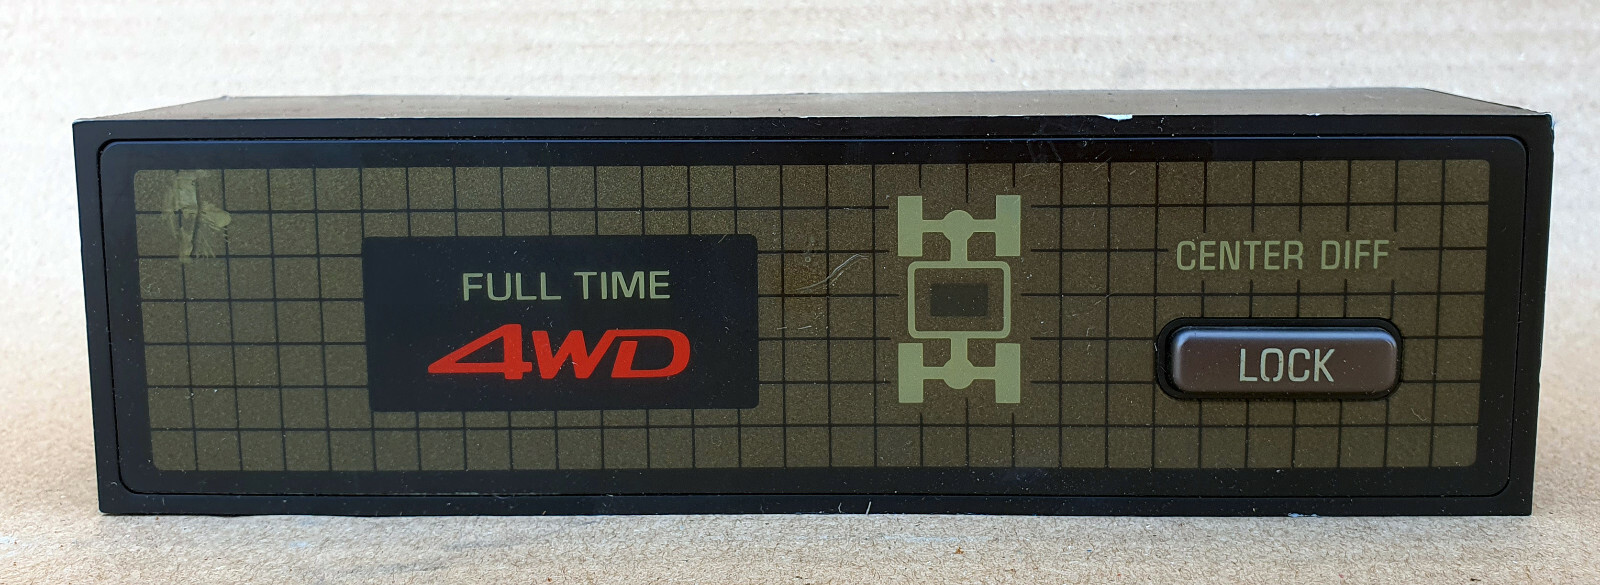 FULL TIME
4WD
CENTER DIFF
LOCK